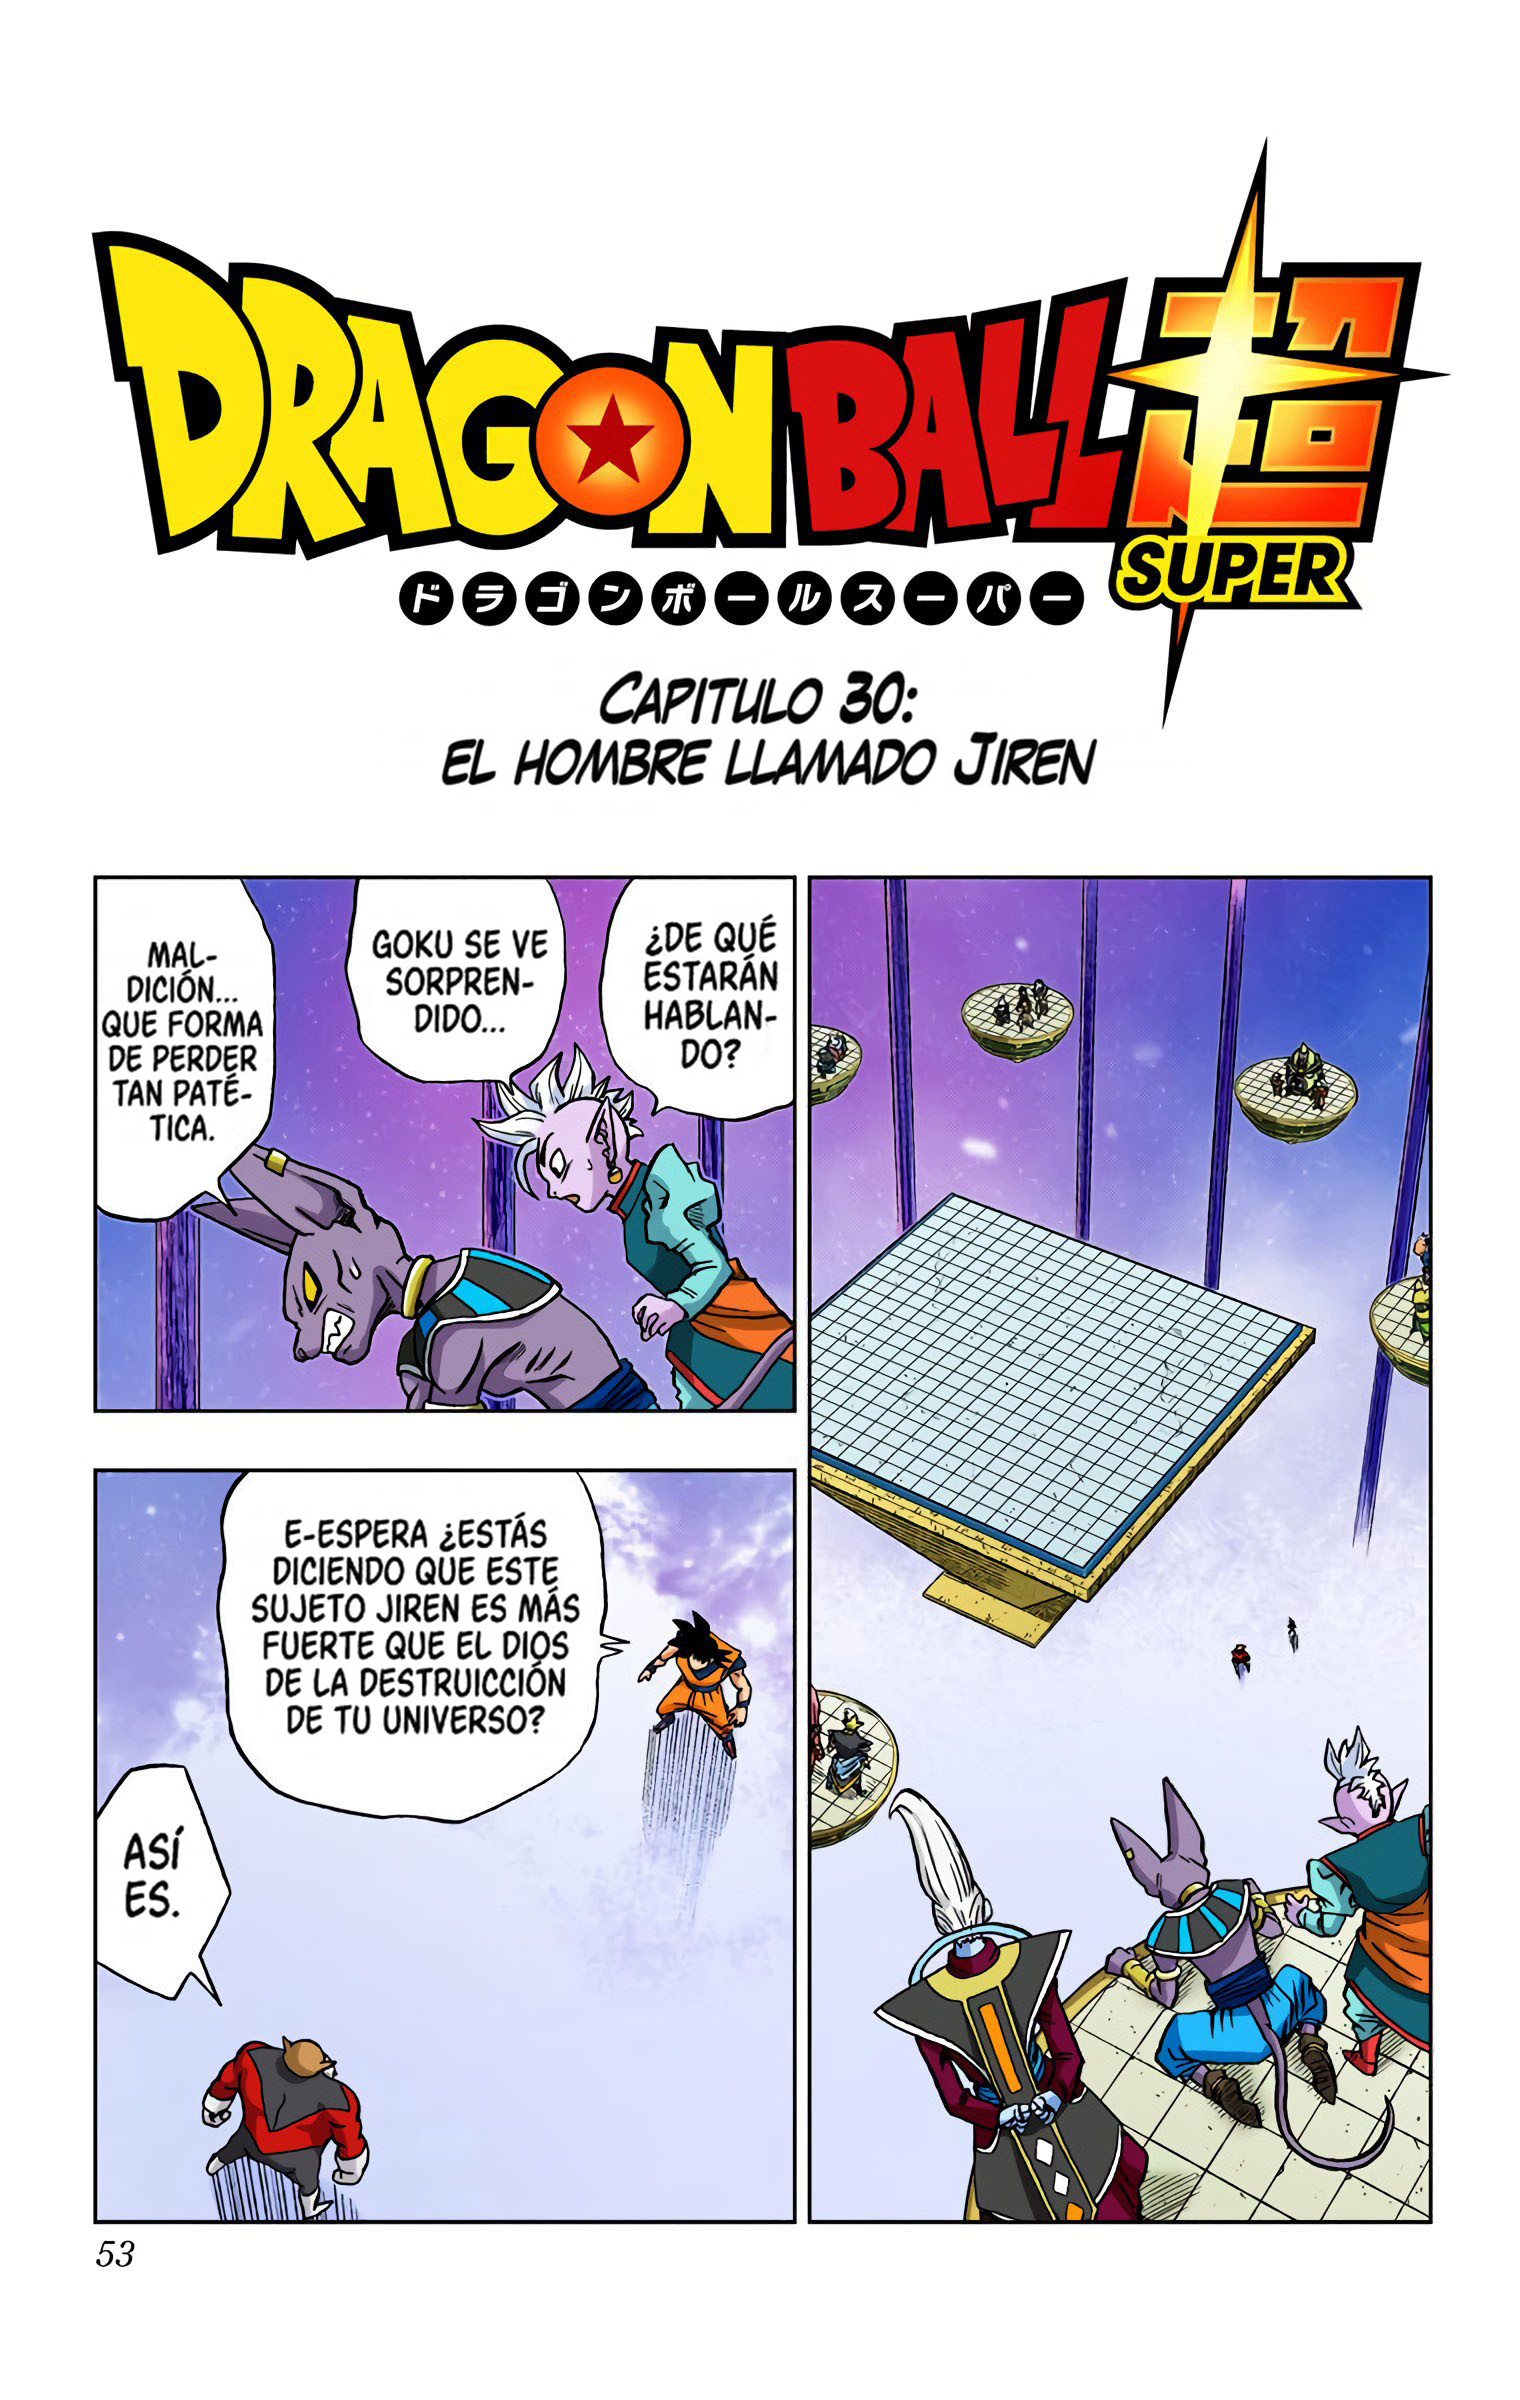 DRAGON BALL 超
SUPER
ドラゴンボールスーパー
CAPITULO 30:
EL HOMBRE LLAMADO JIREN
¿DE QUÉ
ESTARÁN
HABLAN-
DO?
GOKU SE VE
SORPREN-
DIDO...
MAL-
DICIÓN...
QUE FORMA
DE PERDER
TAN PATÉ-
TICA.
E-ESPERA ¿ESTÁS
DICIENDO QUE ESTE
SUJETO JIREN ES MÁS
FUERTE QUE EL DIOS
DE LA DESTRUICCIÓN
DE TU UNIVERSO?
ASÍ
ES.
53